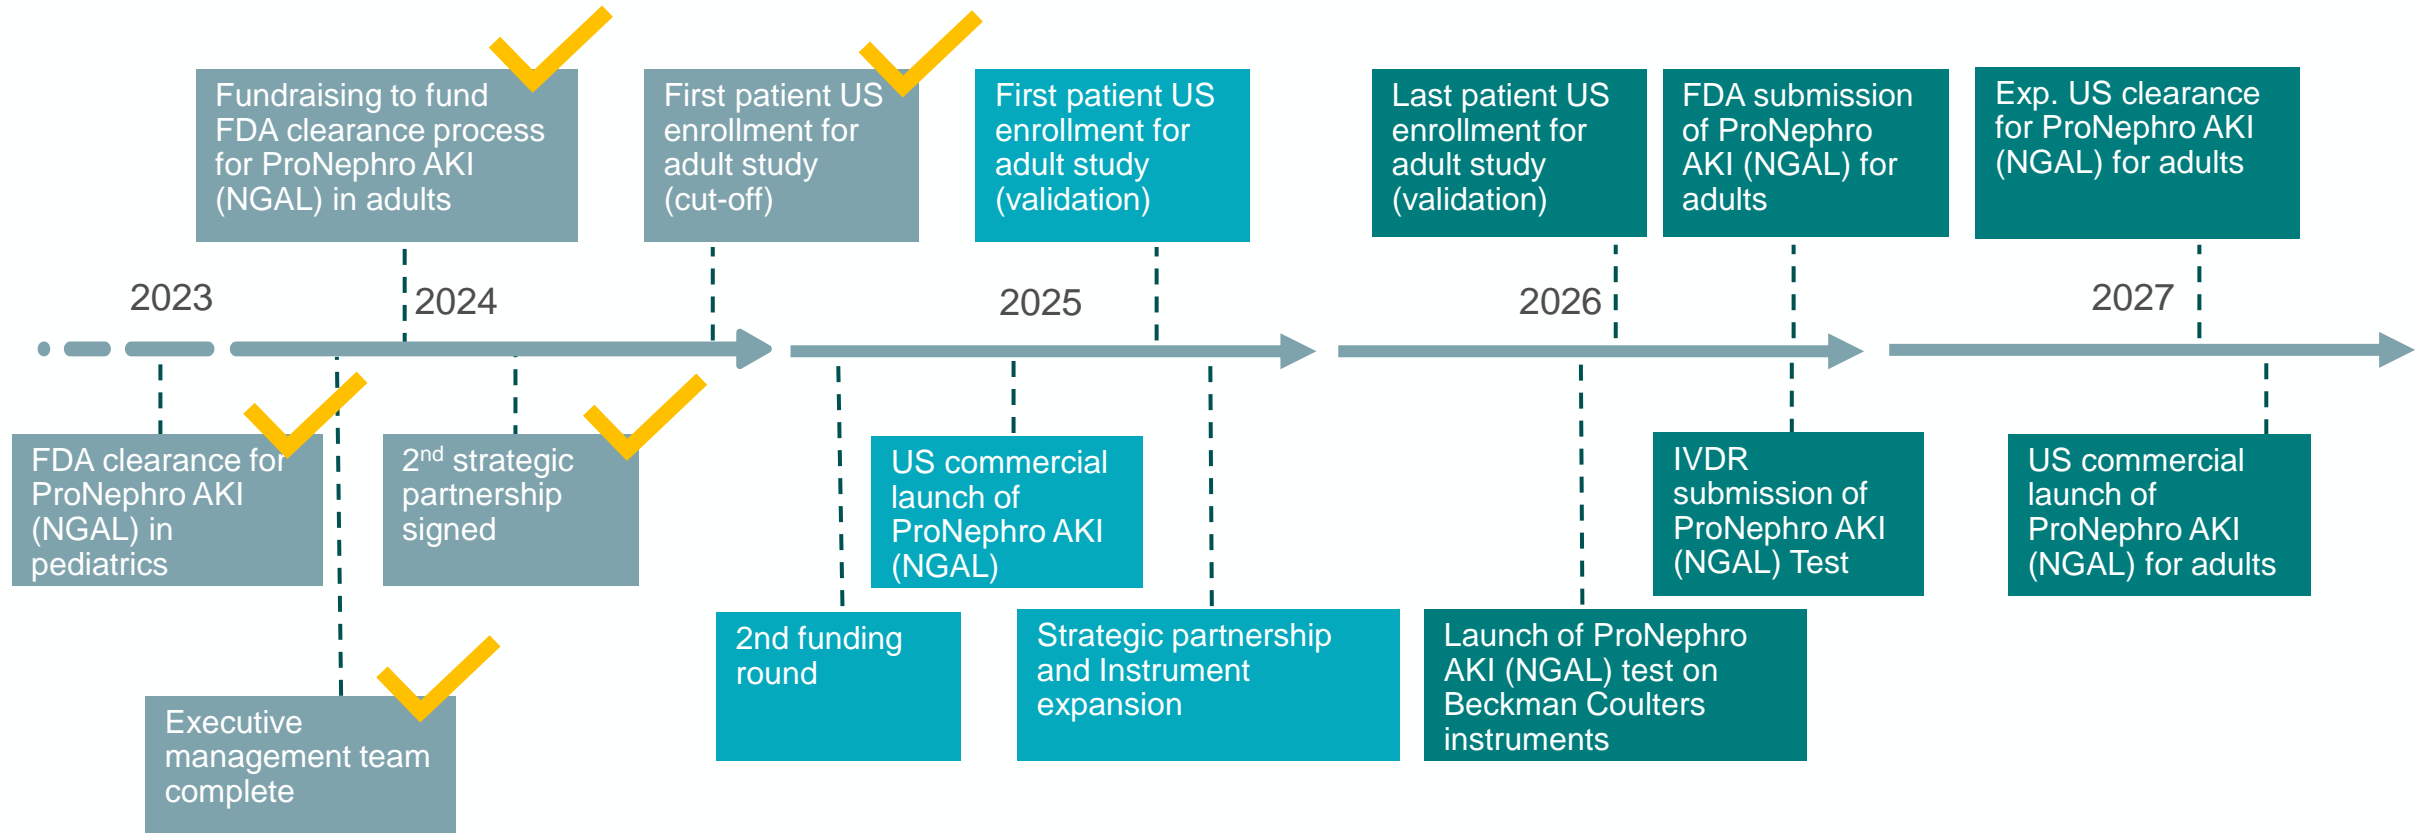 Fundraising to fund
FDA clearance process
for ProNephro AKI
(NGAL) in adults
First patient US
enrollment for
adult study
(cut-off)
First patient US
enrollment for
adult study
(validation)
Last patient US
enrollment for
adult study
(validation)
FDA submission
of ProNephro
AKI (NGAL) for
adults
Exp. US clearance
for ProNephro AKI
(NGAL) for adults
2023
2024
2025
2026
2027
FDA clearance for
ProNephro AKI
(NGAL) in
pediatrics
2nd strategic
partnership
signed
US commercial
launch of
ProNephro AKI
(NGAL)
IVDR
submission of
ProNephro AKI
(NGAL) Test
US commercial
launch of
ProNephro AKI
(NGAL) for adults
Executive
management team
complete
2nd funding
round
Strategic partnership
and Instrument
expansion
Launch of ProNephro
AKI (NGAL) test on
Beckman Coulters
instruments